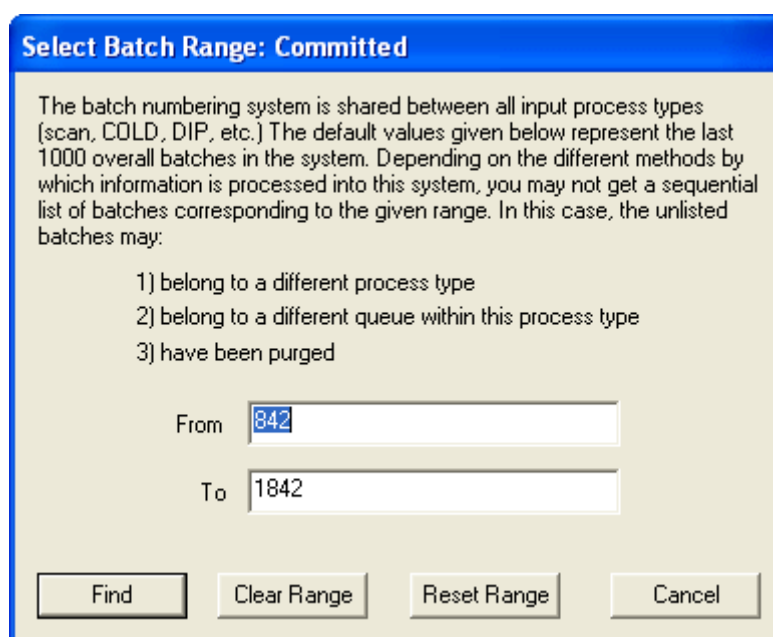 Select Batch Range: Committed
The batch numbering system is shared between all input process types
(scan, COLD, DIP, etc.) The default values given below represent the last
1000 overall batches in the system. Depending on the different methods by
which information is processed into this system, you may not get a sequential
list of batches corresponding to the given range. In this case, the unlisted
batches may:
1) belong to a different process type
2) belong to a different queue within this process type
3) have been purged
From 842
To 1842
Find Clear Range Reset Range Cancel